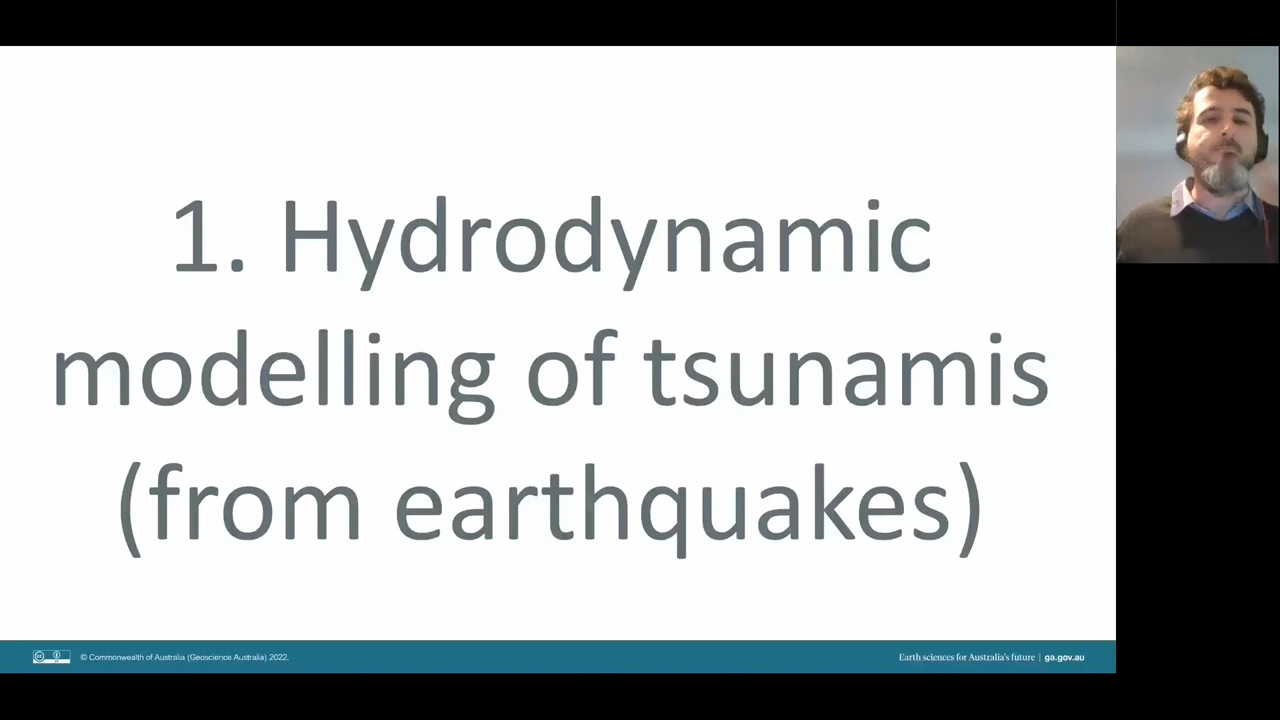 1. Hydrodynamic
modelling of tsunamis
(from earthquakes)
© Commonwealth of Australia (Geoscience Australia) 2022.
Earth sciences for Australia's future | ga.gov.au